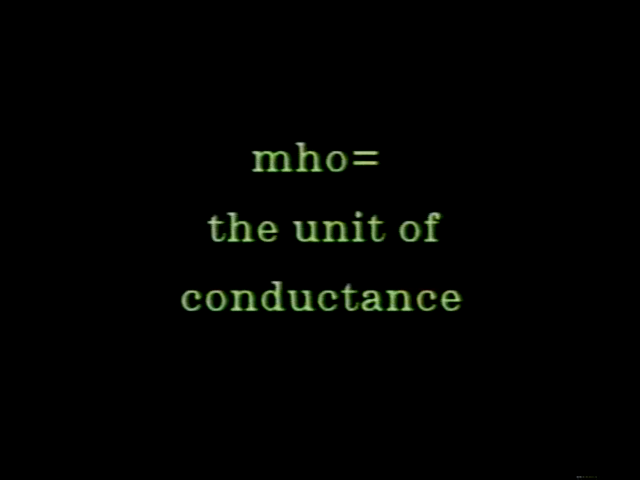 mho=
the unit of
conductance